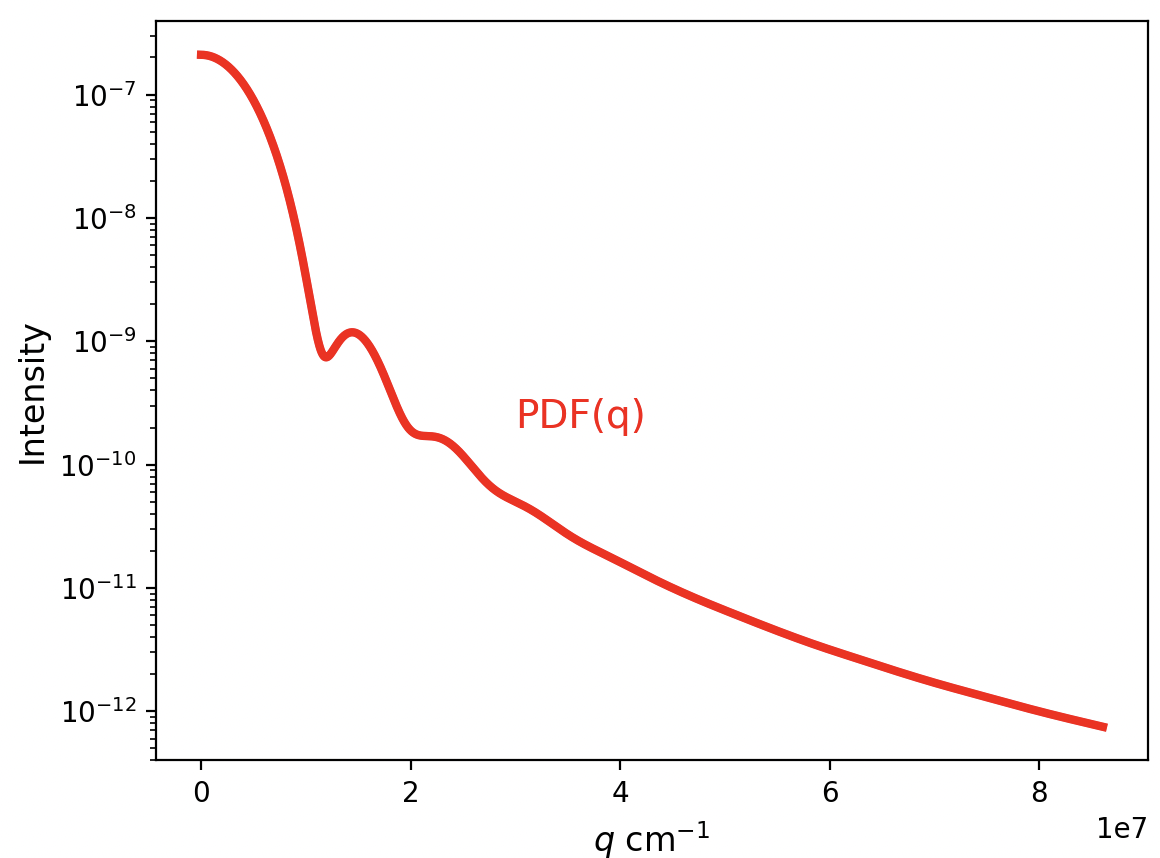 Intensity
10⁻⁷
10⁻⁸
10⁻⁹
10⁻¹⁰
10⁻¹¹
10⁻¹²
PDF(q)
0 2 4 6 8
1e7
q cm⁻¹